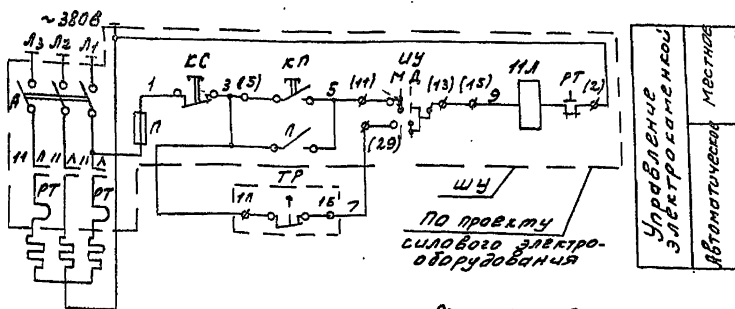 ~380В
Л3 Л2 Л1
А
1
КС
3 (5)
КП
5
(11)
ИУ
М Д
(13) (15)
9
11Л
РТ
(2)
П
Л
(29)
11 Л 11 Л 11 Л
РТ РТ
ТР
1Л
1Б
7
ШУ
По проекту
силового электро-
оборудования
Управление
электрокаменкой
Местное
Автоматическое